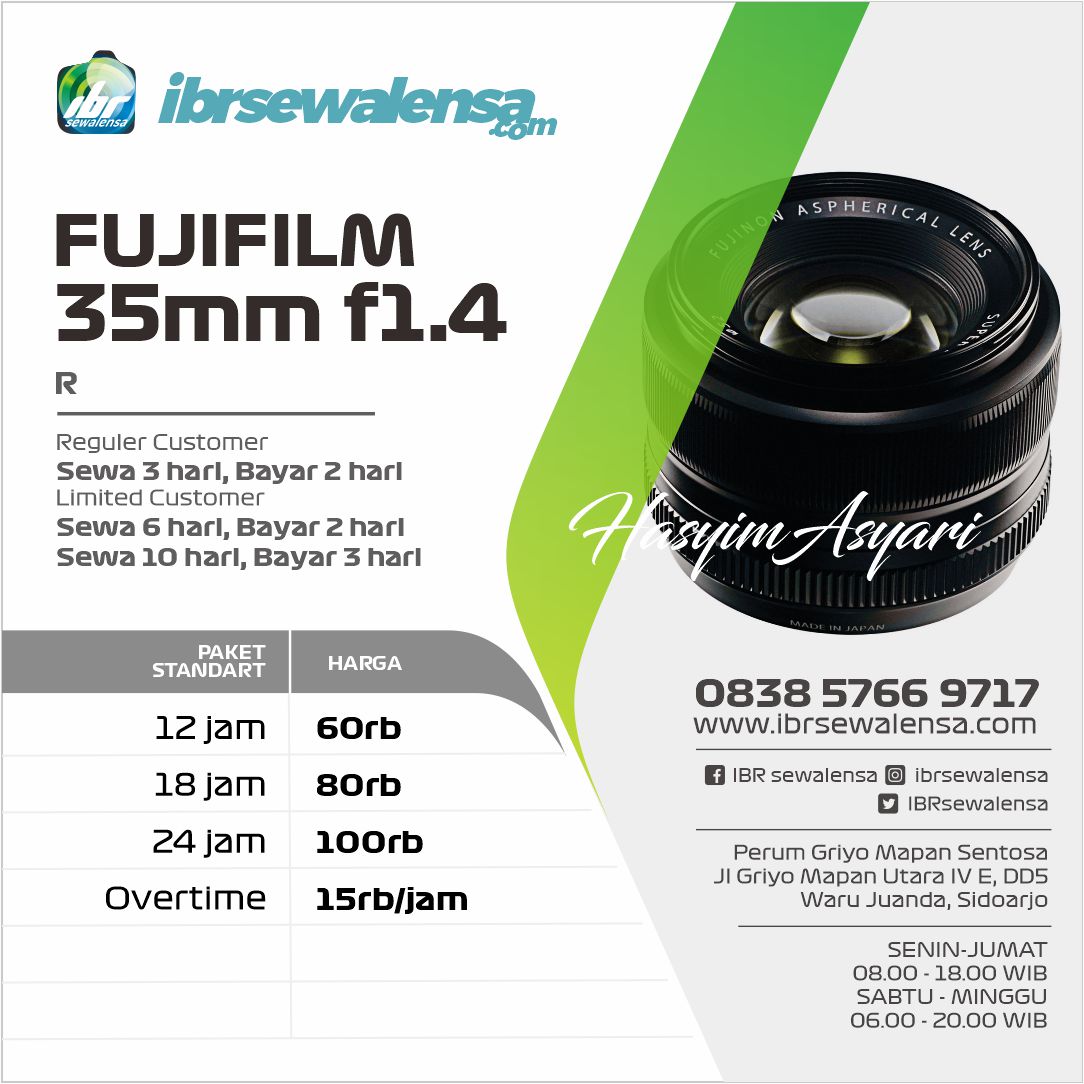 ibr
sewalensa
ibrsewalensa
.com
FUJIFILM
35mm f1.4
R
Reguler Customer
Sewa 3 hari, Bayar 2 hari
Limited Customer
Sewa 6 hari, Bayar 2 hari
Sewa 10 hari, Bayar 3 hari
PAKET
STANDART
HARGA
12 jam 60rb
18 jam 80rb
24 jam 100rb
Overtime 15rb/jam
FUJINON ASPHERICAL LENS
SUPER
Hasyim Asyari
MADE IN JAPAN
0838 5766 9717
www.ibrsewalensa.com
IBR sewalensa ibrsewalensa
IBRsewalensa
Perum Griyo Mapan Sentosa
Jl Griyo Mapan Utara IV E, DD5
Waru Juanda, Sidoarjo
SENIN-JUMAT
08.00 - 18.00 WIB
SABTU - MINGGU
06.00 - 20.00 WIB